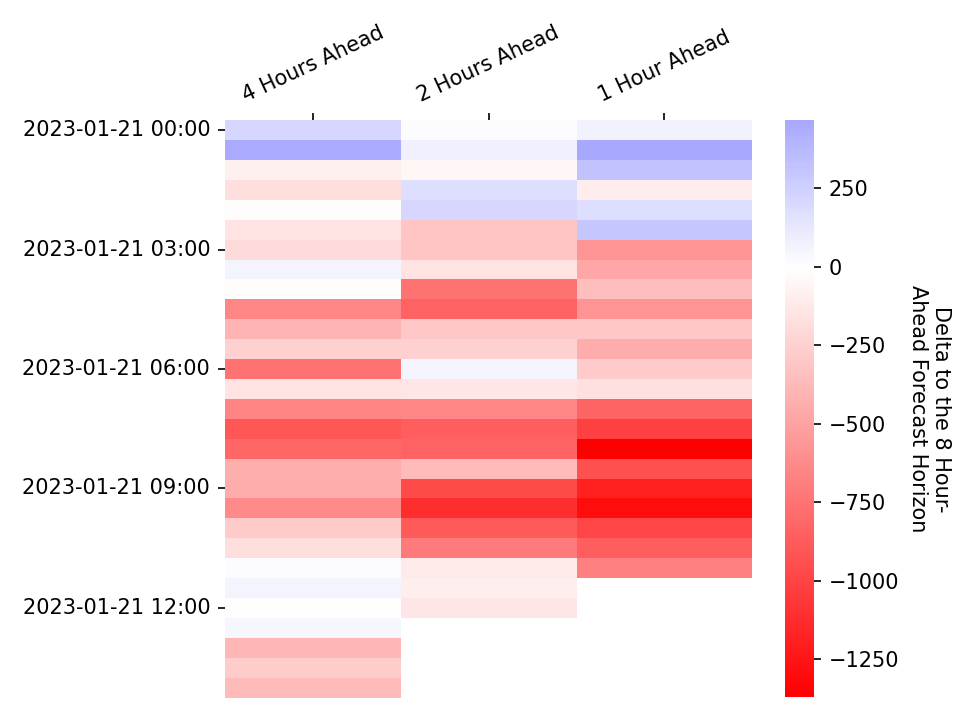 4 Hours Ahead
2 Hours Ahead
1 Hour Ahead
2023-01-21 00:00
2023-01-21 03:00
2023-01-21 06:00
2023-01-21 09:00
2023-01-21 12:00
250
0
−250
−500
−750
−1000
−1250
Delta to the 8 Hour-
Ahead Forecast Horizon